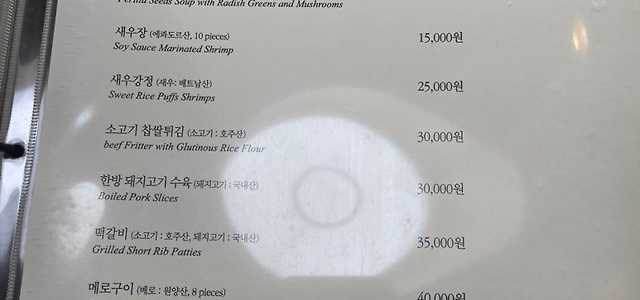 Perilla Seeds Soup with Radish Greens and Mushrooms
새우장 (에콰도르산, 10 pieces) 15,000원
Soy Sauce Marinated Shrimp
새우강정 (새우: 베트남산) 25,000원
Sweet Rice Puffs Shrimps
소고기 찹쌀튀김 (소고기 : 호주산) 30,000원
beef Fritter with Glutinous Rice Flour
한방 돼지고기 수육 (돼지고기 : 국내산) 30,000원
Boiled Pork Slices
떡갈비 (소고기 : 호주산, 돼지고기 : 국내산) 35,000원
Grilled Short Rib Patties
메로구이 (메로 : 원양산, 8 pieces) 40,000원